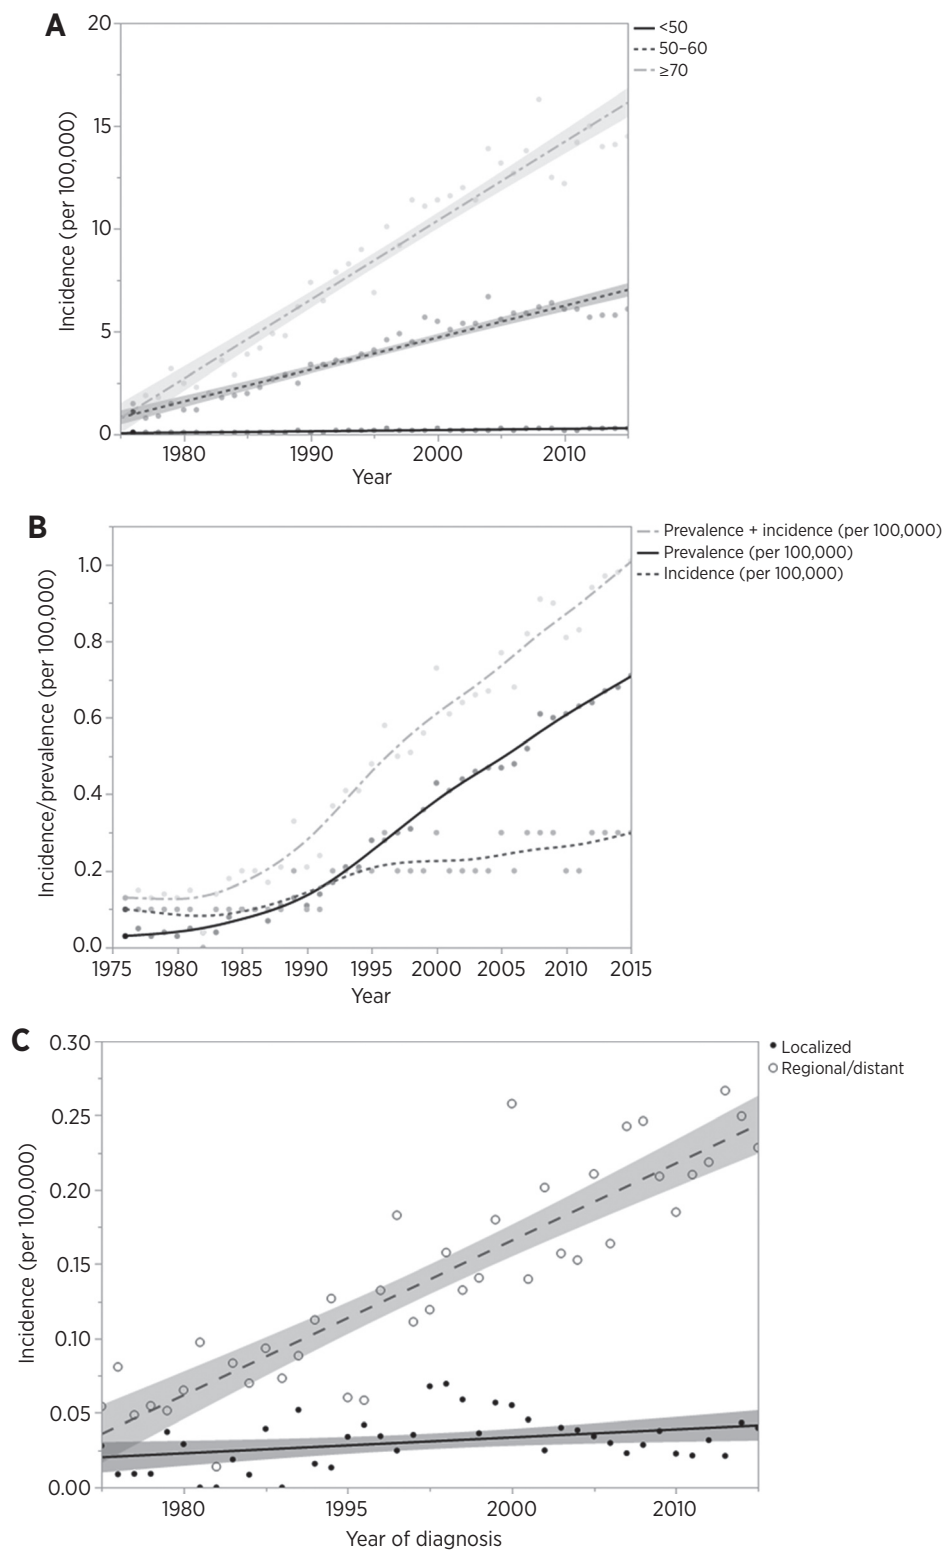 A
20
15
10
5
0
Incidence (per 100,000)
1980
1990
2000
2010
Year
<50
50–60
≥70
B
1.0
0.8
0.6
0.4
0.2
0.0
Incidence/prevalence (per 100,000)
1975
1980
1985
1990
1995
2000
2005
2010
2015
Year
Prevalence + incidence (per 100,000)
Prevalence (per 100,000)
Incidence (per 100,000)
C
0.30
0.25
0.20
0.15
0.10
0.05
0.00
Incidence (per 100,000)
1980
1995
2000
2010
Year of diagnosis
Localized
Regional/distant